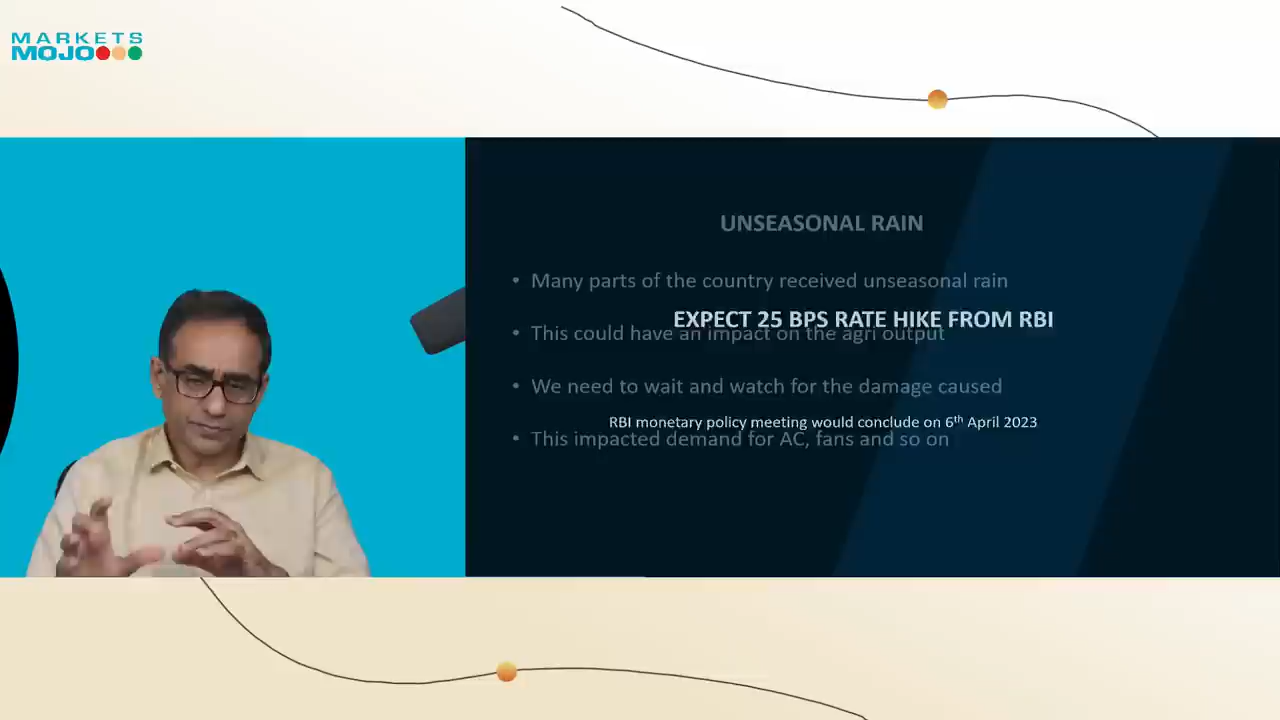 MARKETS
MOJO
UNSEASONAL RAIN
• Many parts of the country received unseasonal rain
EXPECT 25 BPS RATE HIKE FROM RBI
• This could have an impact on the agri output
• We need to wait and watch for the damage caused
RBI monetary policy meeting would conclude on 6th April 2023
• This impacted demand for AC, fans and so on